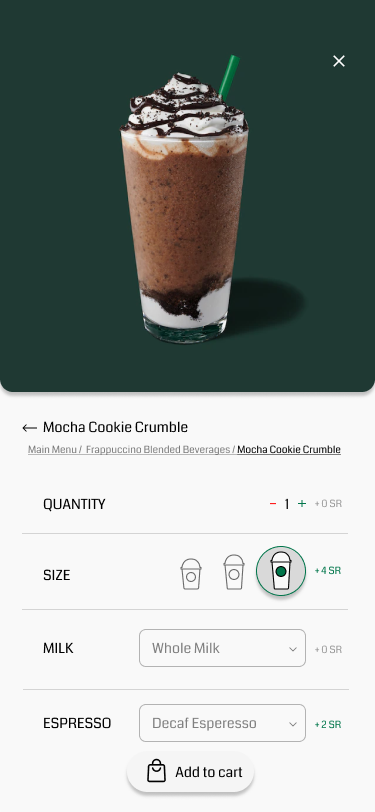 Mocha Cookie Crumble
Main Menu / Frappuccino Blended Beverages / Mocha Cookie Crumble
QUANTITY − 1 + +0 SR
SIZE +4 SR
MILK Whole Milk +0 SR
ESPRESSO Decaf Esperesso +2 SR
Add to cart